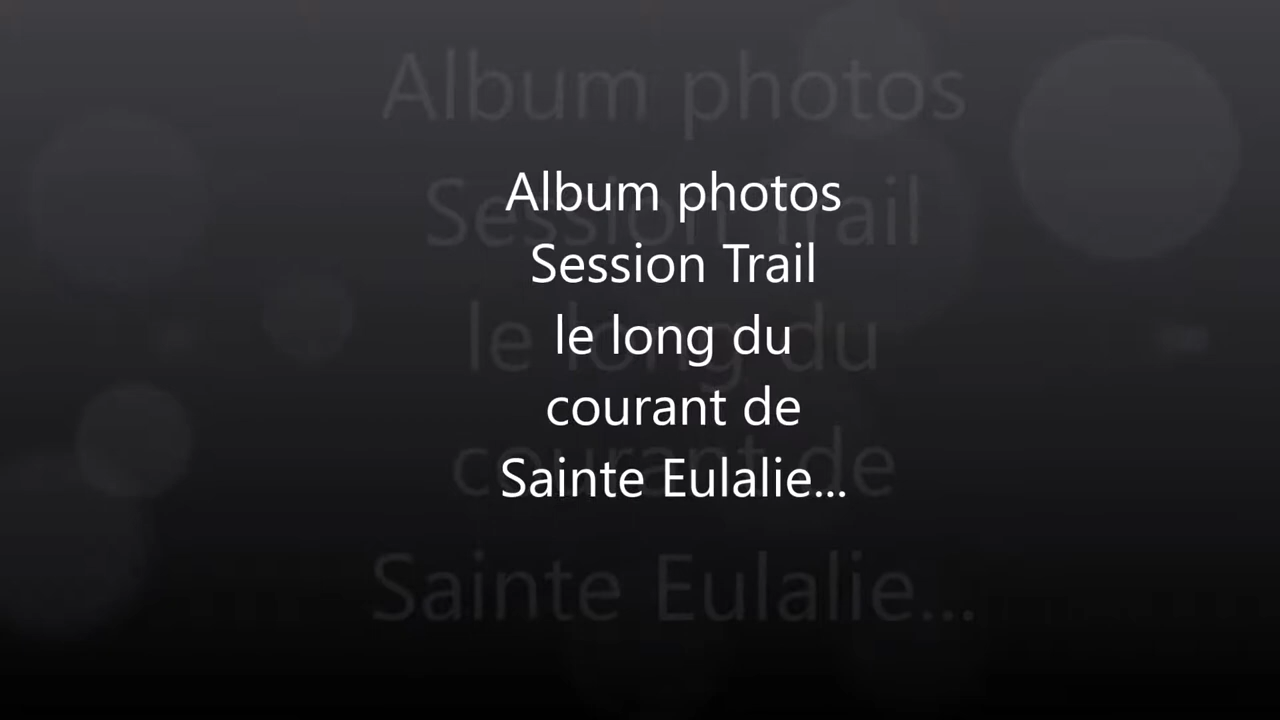 Album photos
Session Trail
le long du
courant de
Sainte Eulalie...